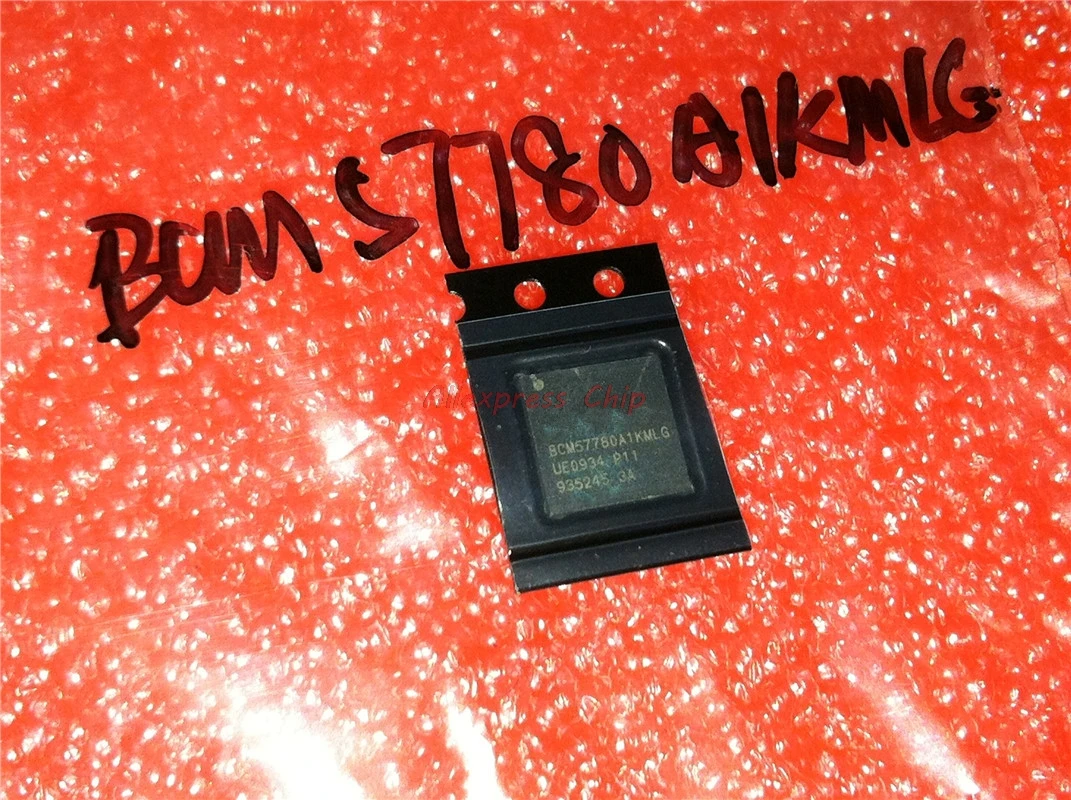 BCM57780A1KMLG
Aliexpress Chip
BCM57780A1KMLG
UE0934 P11
935245 3A